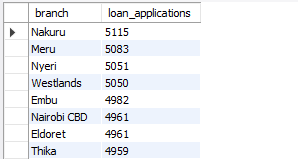 branch loan_applications
Nakuru 5115
Meru 5083
Nyeri 5051
Westlands 5050
Embu 4982
Nairobi CBD 4961
Eldoret 4961
Thika 4959